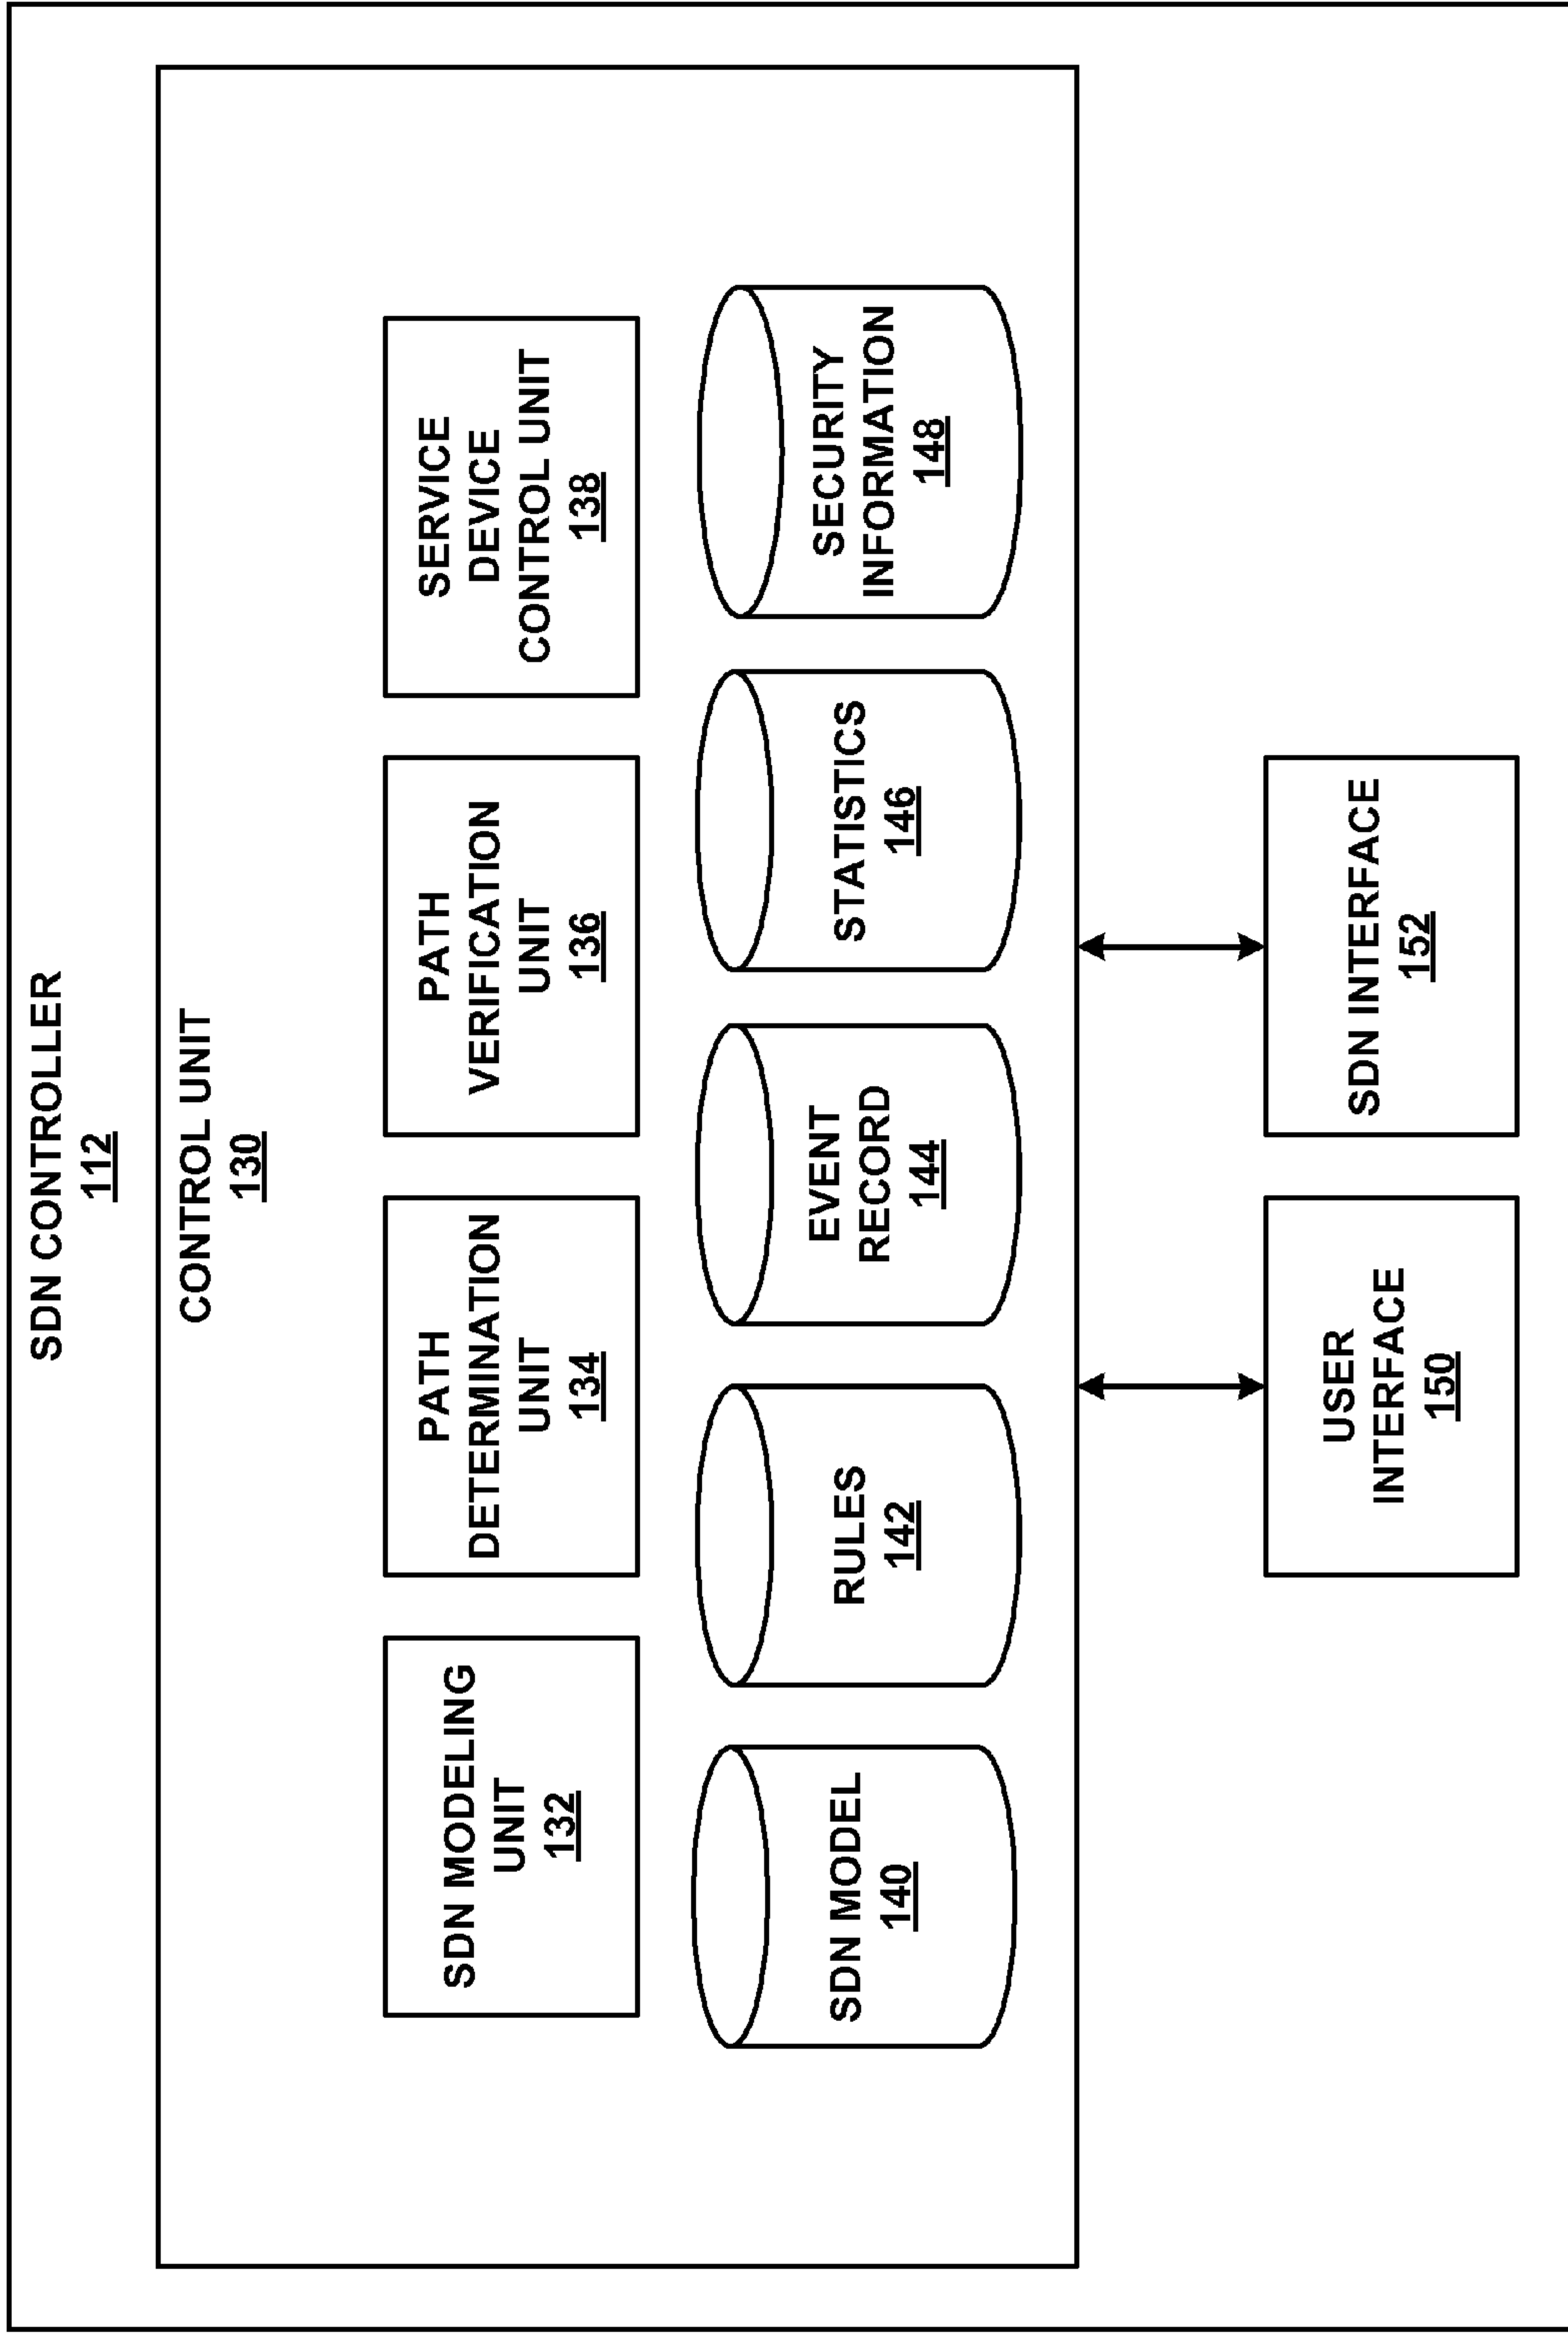 SDN CONTROLLER
112
CONTROL UNIT
130
SDN MODELING
UNIT
132
PATH
DETERMINATION
UNIT
134
PATH
VERIFICATION
UNIT
136
SERVICE
DEVICE
CONTROL UNIT
138
SDN MODEL
140
RULES
142
EVENT
RECORD
144
STATISTICS
146
SECURITY
INFORMATION
148
USER
INTERFACE
150
SDN INTERFACE
152